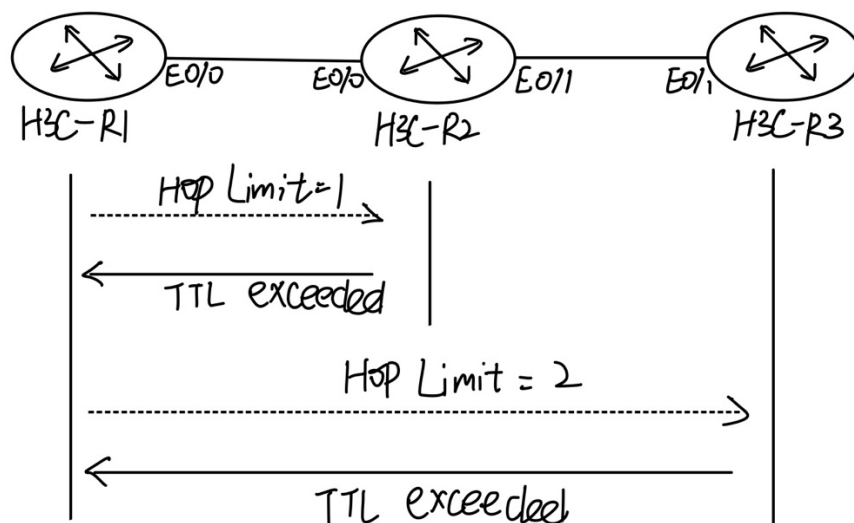 E0/0 E0/0 E0/1 E0/1
H3C-R1 H3C-R2 H3C-R3
Hop Limit=1
TTL exceeded
Hop Limit = 2
TTL exceeded